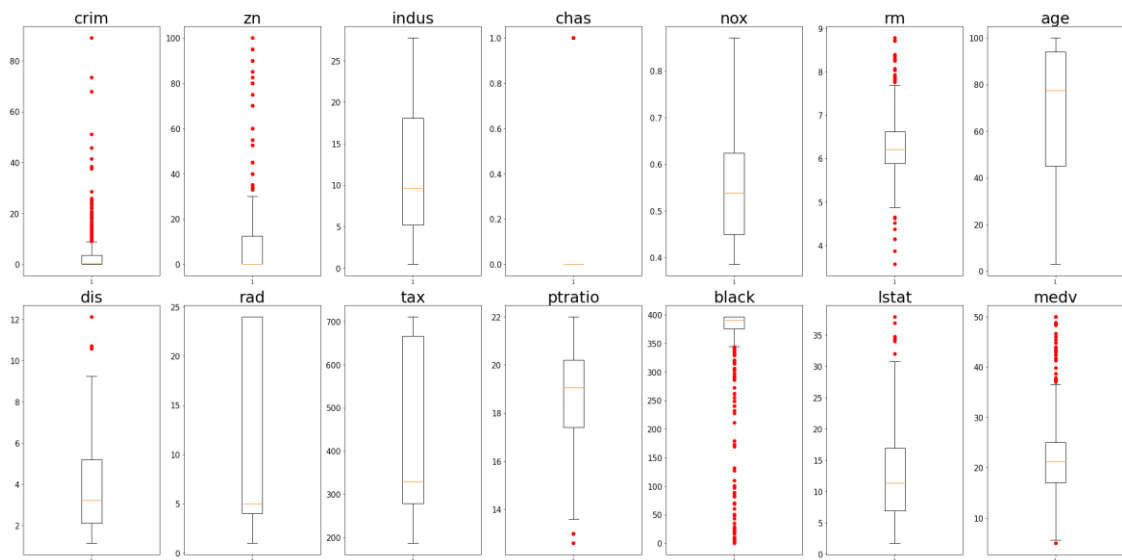 crim zn indus chas nox rm age
80 60 40 20 0
100 80 60 40 20 0
25 20 15 10 5 0
1.0 0.8 0.6 0.4 0.2 0.0
0.8 0.7 0.6 0.5 0.4
9 8 7 6 5 4
100 80 60 40 20 0
1 1 1 1 1 1 1
dis rad tax ptratio black lstat medv
12 10 8 6 4 2
25 20 15 10 5 0
700 600 500 400 300 200
22 20 18 16 14
400 350 300 250 200 150 100 50 0
35 30 25 20 15 10 5 0
50 40 30 20 10